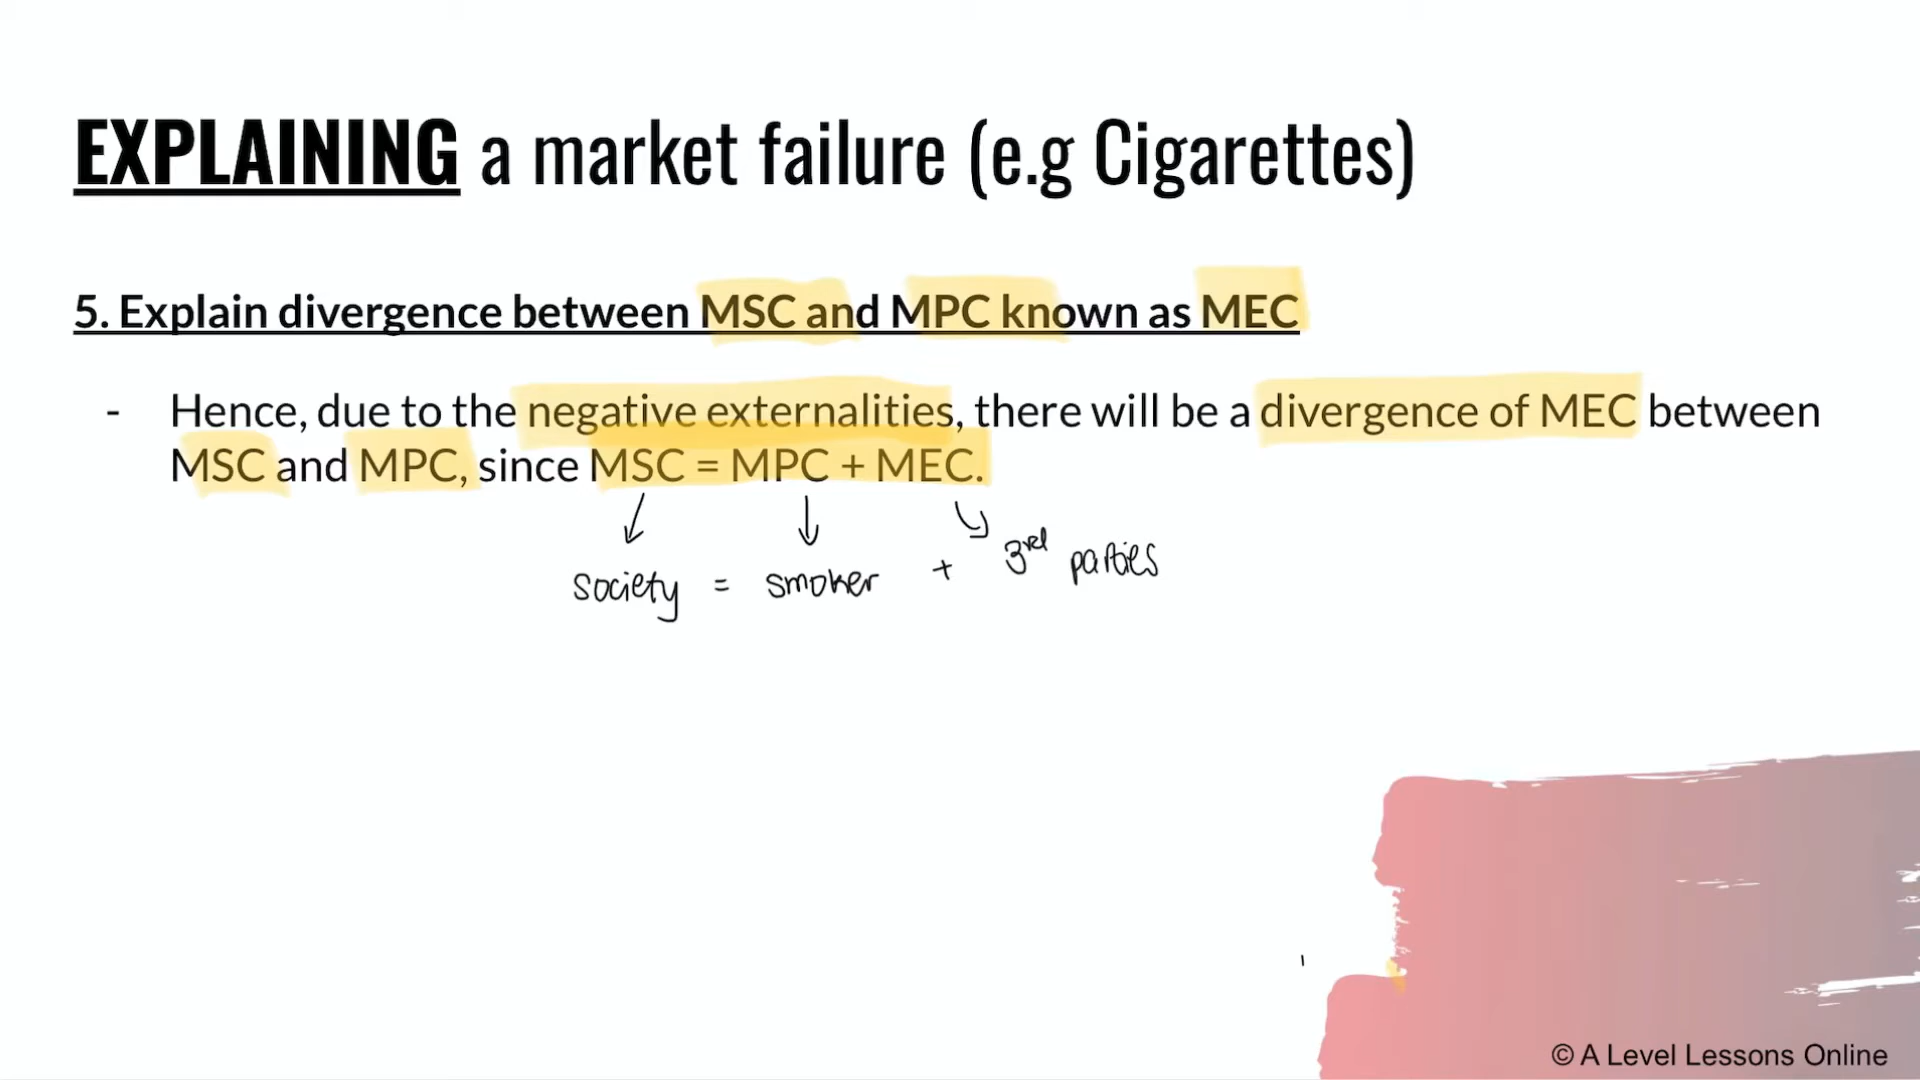 EXPLAINING a market failure (e.g Cigarettes)
5. Explain divergence between MSC and MPC known as MEC
- Hence, due to the negative externalities, there will be a divergence of MEC between
MSC and MPC, since MSC = MPC + MEC.
society = smoker + 3rd parties
© A Level Lessons Online